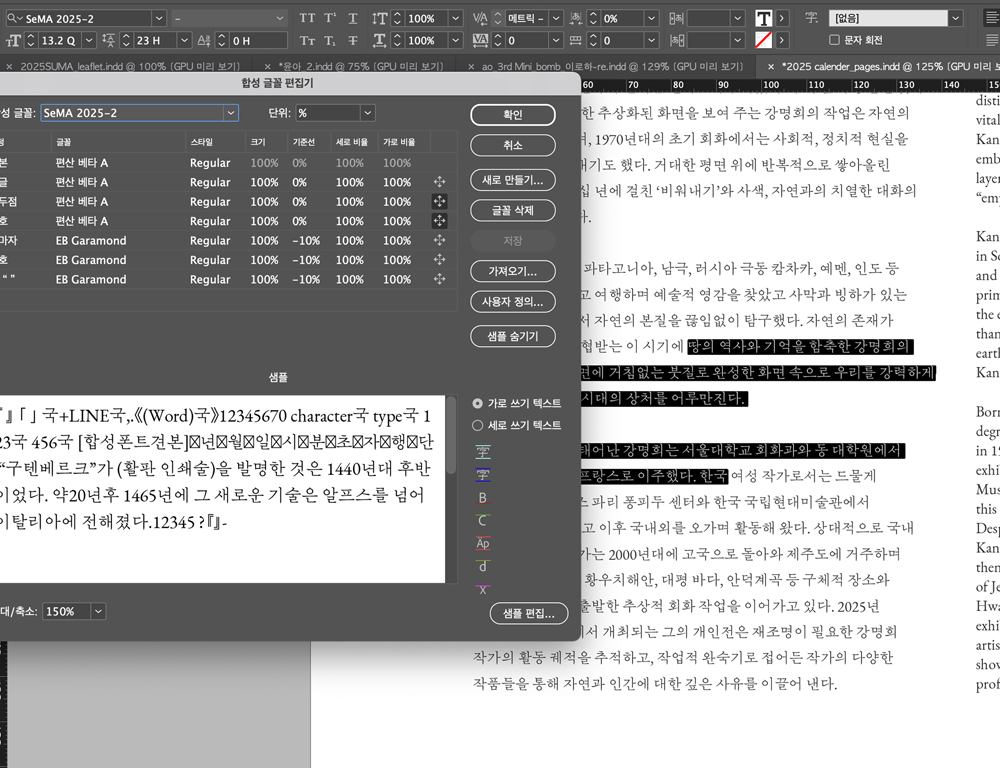 SeMA 2025-2 - TT T¹ T 100% 메트릭 - 0% T [없음]
13.2 Q 23 H 0 H Tт T₁ T 100% 0 0 문자 회전
2025SUMA_leaflet.indd @ 100% [GPU 미리 보기] *윤아_2.indd @ 75% [GPU 미리보기] ao_3rd Mini_bomb_이로하-re.indd @ 129% [GPU 미리 보기] *2025 calender_pages.indd @ 125% [GPU 미리 보
60 70 80 90 100 110 120 130 140 150
합성 글꼴 편집기
성 글꼴: SeMA 2025-2 단위: %
글꼴 스타일 크기 기준선 세로 비율 가로 비율
본 편산 베타 A Regular 100% 0% 100% 100%
글 편산 베타 A Regular 100% 0% 100% 100%
두점 편산 베타 A Regular 100% 0% 100% 100%
호 편산 베타 A Regular 100% 0% 100% 100%
마자 EB Garamond Regular 100% -10% 100% 100%
호 EB Garamond Regular 100% -10% 100% 100%
“ ” EB Garamond Regular 100% -10% 100% 100%
확인
취소
새로 만들기...
글꼴 삭제
저장
가져오기...
사용자 정의...
샘플 숨기기
샘플
『』「」국+LINE국,.《(Word)국》12345670 character국 type국 1
23국 456국 [합성폰트견본]년월일시분초자행단
“구텐베르크”가 (활판 인쇄술)을 발명한 것은 1440년대 후반
이었다. 약20년후 1465년에 그 새로운 기술은 알프스를 넘어
이탈리아에 전해졌다.12345 ?『』-
가로 쓰기 텍스트
세로 쓰기 텍스트
字
字
B
C
Ap
d
X
대/축소: 150%
샘플 편집...
한 추상화된 화면을 보여 주는 강명희의 작업은 자연의
, 1970년대의 초기 회화에서는 사회적, 정치적 현실을
내기도 했다. 거대한 평면 위에 반복적으로 쌓아올린
십 년에 걸친 ‘비워내기’와 사색, 자연과의 치열한 대화의
다.
파타고니아, 남극, 러시아 극동 캄차카, 예멘, 인도 등
고 여행하며 예술적 영감을 찾았고 사막과 빙하가 있는
서 자연의 본질을 끊임없이 탐구했다. 자연의 존재가
협받는 이 시기에 땅의 역사와 기억을 함축한 강명희의
면에 거침없는 붓질로 완성한 화면 속으로 우리를 강력하게
시대의 상처를 어루만진다.
태어난 강명희는 서울대학교 회화과와 동 대학원에서
프랑스로 이주했다. 한국 여성 작가로서는 드물게
파리 퐁피두 센터와 한국 국립현대미술관에서
고 이후 국내외를 오가며 활동해 왔다. 상대적으로 국내
가는 2000년대에 고국으로 돌아와 제주도에 거주하며
황우치해안, 대평 바다, 안덕계곡 등 구체적 장소와
출발한 추상적 회화 작업을 이어가고 있다. 2025년
에서 개최되는 그의 개인전은 재조명이 필요한 강명희
작가의 활동 궤적을 추적하고, 작업적 완숙기로 접어든 작가의 다양한
작품들을 통해 자연과 인간에 대한 깊은 사유를 이끌어 낸다.
disti
vital
Kan
emb
layer
“emp
Kan
in Se
and
prim
the e
than
earth
Kan
Born
degr
in 19
exhi
Mus
this
Desp
Kan
then
of Je
Hwa
exhi
artis
show
prof